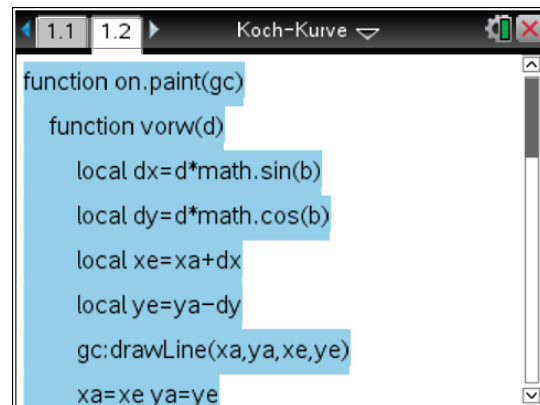 1.1 1.2 Koch-Kurve
function on.paint(gc)
function vorw(d)
local dx=d*math.sin(b)
local dy=d*math.cos(b)
local xe=xa+dx
local ye=ya−dy
gc:drawLine(xa,ya,xe,ye)
xa=xe ya=ye